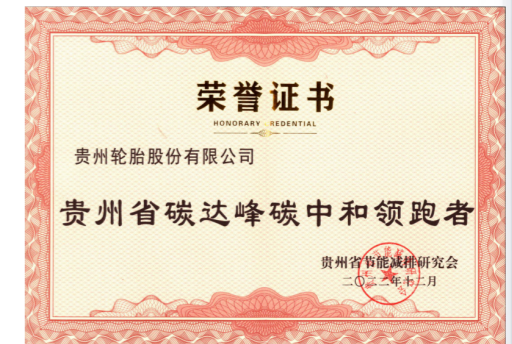 荣誉证书
HONORARY REDENTIAL
贵州轮胎股份有限公司
贵州省碳达峰碳中和领跑者
贵州省节能减排研究会
二〇二二年十二月